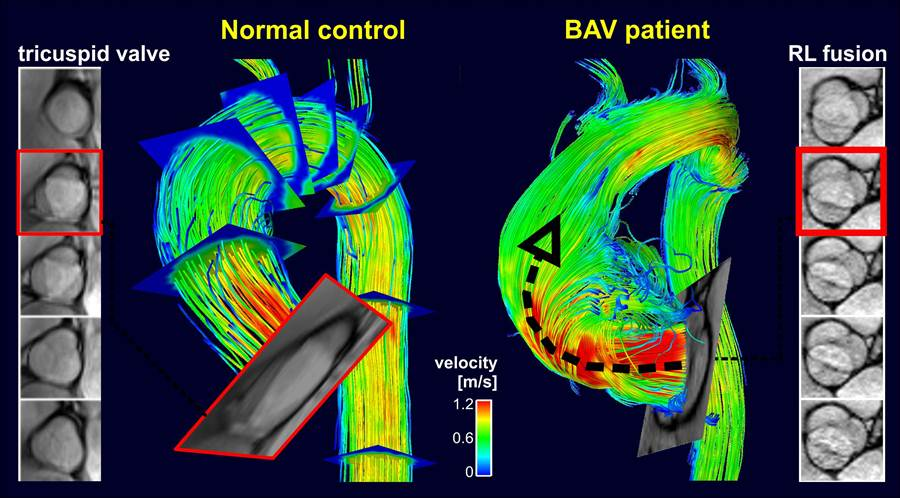 Normal control
BAV patient
tricuspid valve
RL fusion
velocity
[m/s]
1.2
0.6
0